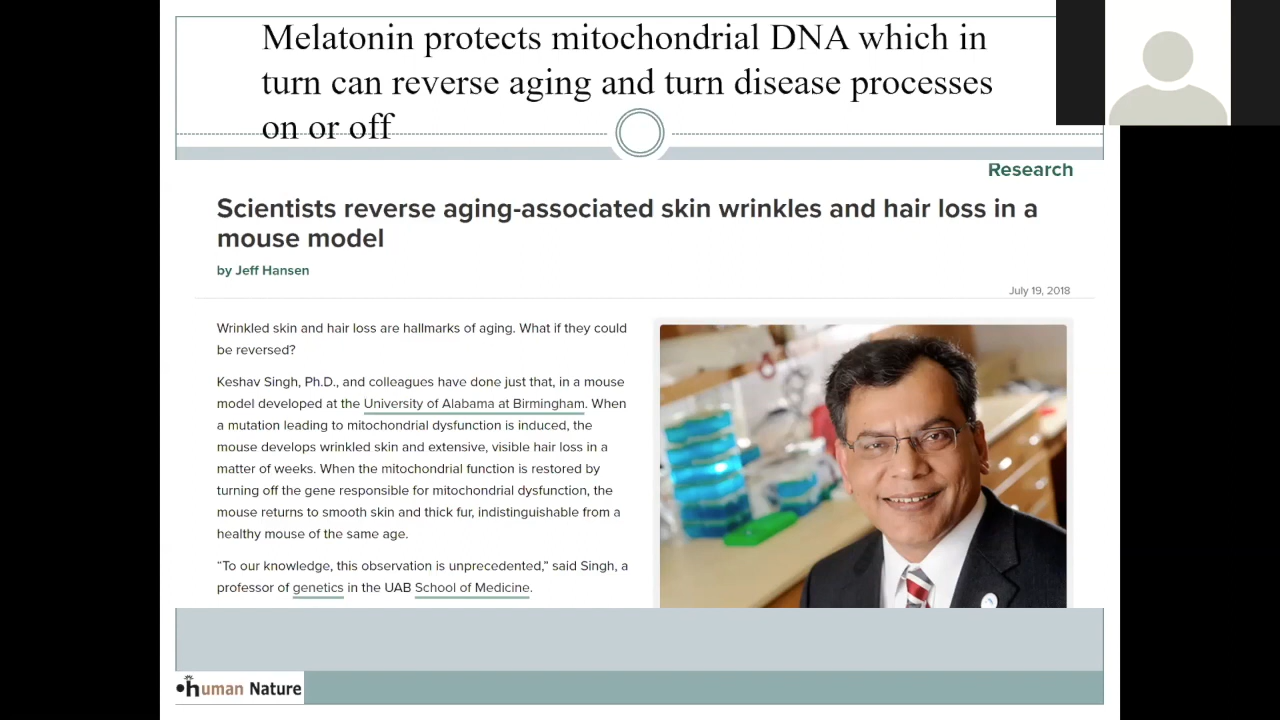 Melatonin protects mitochondrial DNA which in
turn can reverse aging and turn disease processes
on or off
Research
Scientists reverse aging-associated skin wrinkles and hair loss in a
mouse model
by Jeff Hansen
July 19, 2018
Wrinkled skin and hair loss are hallmarks of aging. What if they could
be reversed?
Keshav Singh, Ph.D., and colleagues have done just that, in a mouse
model developed at the University of Alabama at Birmingham. When
a mutation leading to mitochondrial dysfunction is induced, the
mouse develops wrinkled skin and extensive, visible hair loss in a
matter of weeks. When the mitochondrial function is restored by
turning off the gene responsible for mitochondrial dysfunction, the
mouse returns to smooth skin and thick fur, indistinguishable from a
healthy mouse of the same age.
“To our knowledge, this observation is unprecedented,” said Singh, a
professor of genetics in the UAB School of Medicine.
human Nature